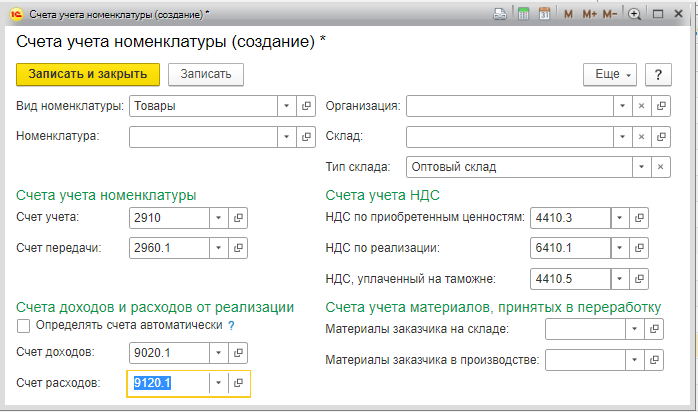 1С Счета учета номенклатуры (создание) * M M+ M-
Счета учета номенклатуры (создание) *
Записать и закрыть Записать Еще ?
Вид номенклатуры: Товары Организация:
Номенклатура: Склад:
Тип склада: Оптовый склад
Счета учета номенклатуры Счета учета НДС
Счет учета: 2910 НДС по приобретенным ценностям: 4410.3
Счет передачи: 2960.1 НДС по реализации: 6410.1
НДС, уплаченный на таможне: 4410.5
Счета доходов и расходов от реализации Счета учета материалов, принятых в переработку
Определять счета автоматически ? Материалы заказчика на складе:
Счет доходов: 9020.1 Материалы заказчика в производстве:
Счет расходов: 9120.1